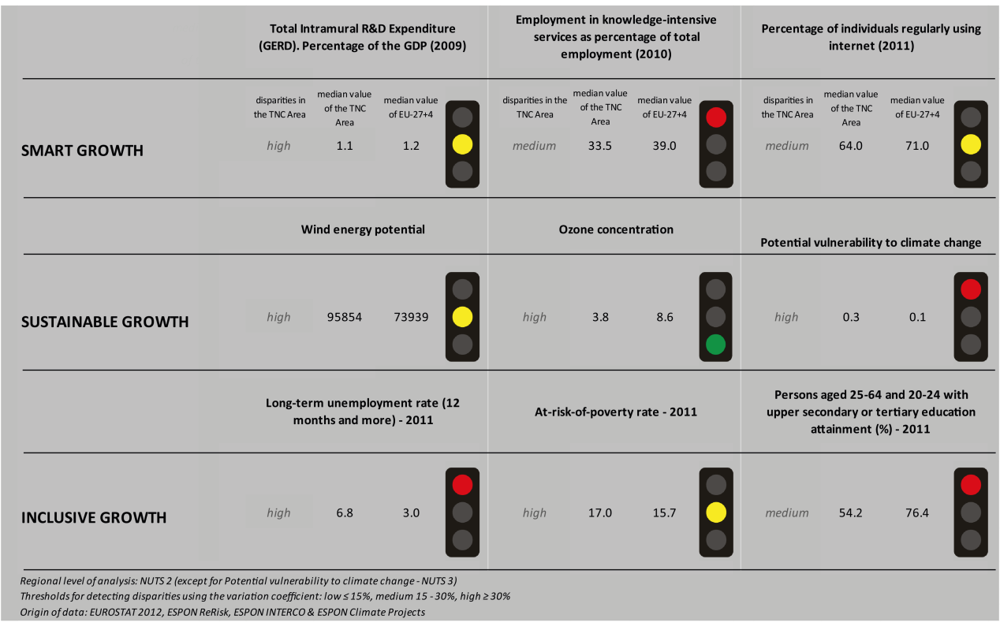 Total Intramural R&D Expenditure
(GERD). Percentage of the GDP (2009)
Employment in knowledge-intensive
services as percentage of total
employment (2010)
Percentage of individuals regularly using
internet (2011)
disparities in
the TNC Area
median value
of the TNC
Area
median value
of EU-27+4
disparities in the
TNC Area
median value
of the TNC
Area
median value
of EU-27+4
disparities in
the TNC Area
median value
of the TNC
Area
median value
of EU-27+4
SMART GROWTH
high
1.1
1.2
medium
33.5
39.0
medium
64.0
71.0
Wind energy potential
Ozone concentration
Potential vulnerability to climate change
SUSTAINABLE GROWTH
high
95854
73939
high
3.8
8.6
high
0.3
0.1
Long-term unemployment rate (12
months and more) - 2011
At-risk-of-poverty rate - 2011
Persons aged 25-64 and 20-24 with
upper secondary or tertiary education
attainment (%) - 2011
INCLUSIVE GROWTH
high
6.8
3.0
high
17.0
15.7
medium
54.2
76.4
Regional level of analysis: NUTS 2 (except for Potential vulnerability to climate change - NUTS 3)
Thresholds for detecting disparities using the variation coefficient: low ≤ 15%, medium 15 - 30%, high ≥ 30%
Origin of data: EUROSTAT 2012, ESPON ReRisk, ESPON INTERCO & ESPON Climate Projects